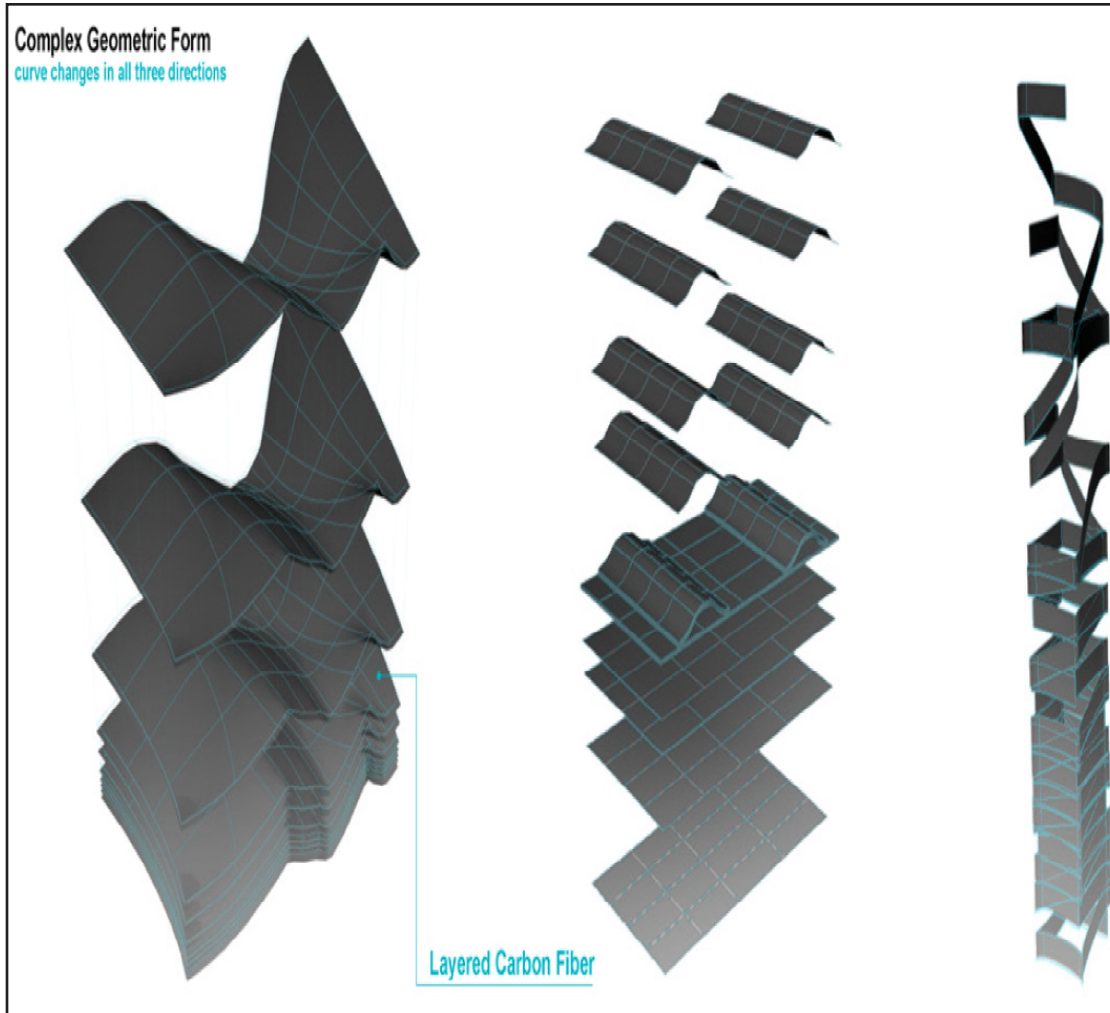 Complex Geometric Form
curve changes in all three directions
Layered Carbon Fiber